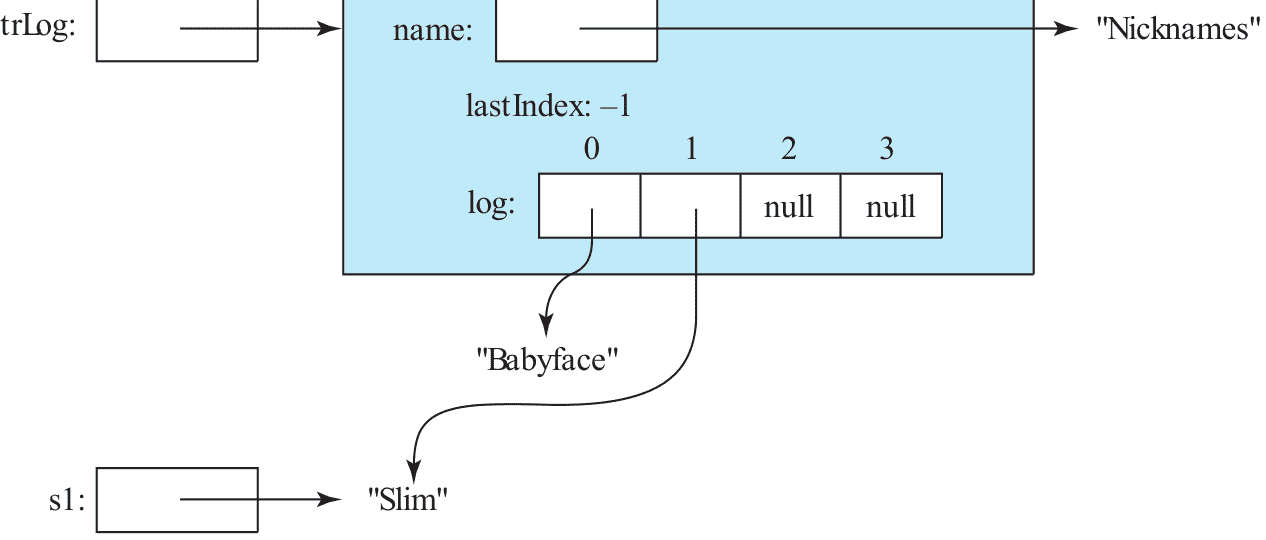 trLog:
name:
"Nicknames"
lastIndex: –1
0 1 2 3
log:
null null
"Babyface"
s1:
"Slim"